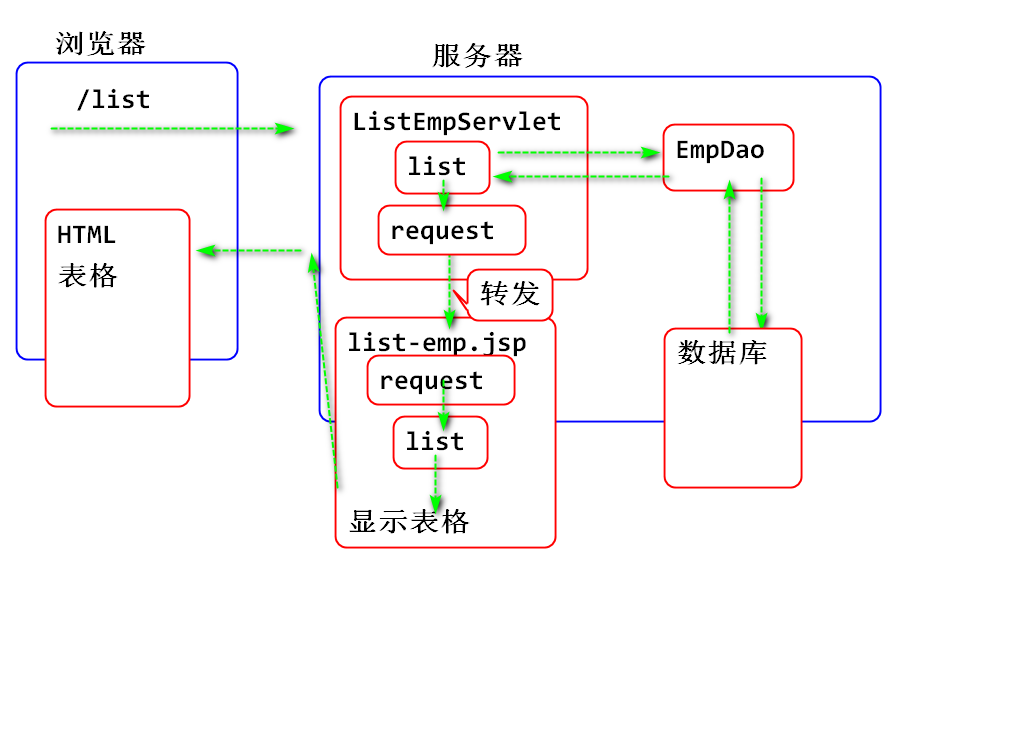 浏览器
/list
HTML
表格
服务器
ListEmpServlet
list
request
转发
EmpDao
数据库
list-emp.jsp
request
list
显示表格